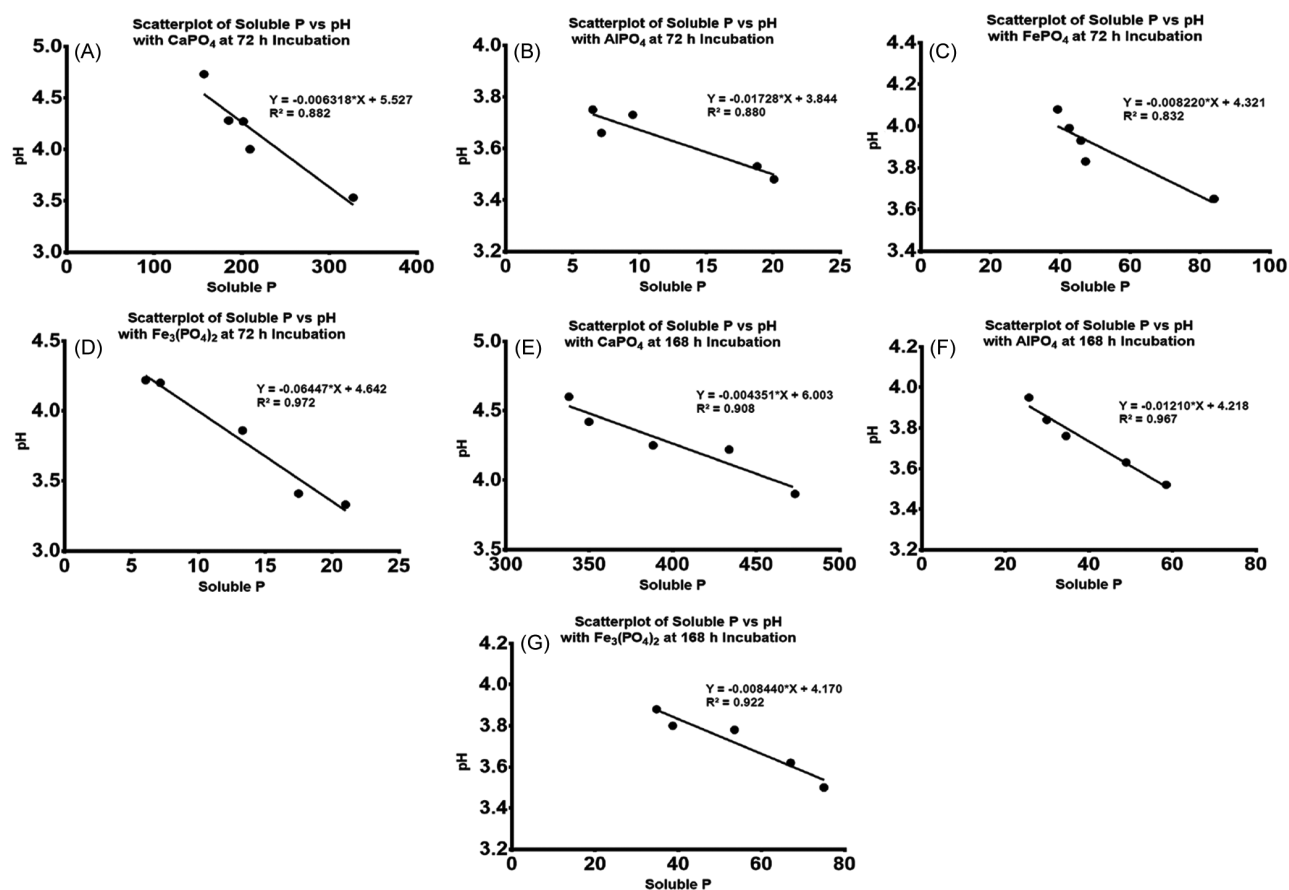 Scatterplot of Soluble P vs pH
with CaPO₄ at 72 h Incubation
(A)
5.0
4.5
4.0
3.5
3.0
pH
Y = -0.006318*X + 5.527
R² = 0.882
0 100 200 300 400
Soluble P
Scatterplot of Soluble P vs pH
with AlPO₄ at 72 h Incubation
(B)
4.0
3.8
3.6
3.4
3.2
pH
Y = -0.01728*X + 3.844
R² = 0.880
0 5 10 15 20 25
Soluble P
Scatterplot of Soluble P vs pH
with FePO₄ at 72 h Incubation
(C)
4.4
4.2
4.0
3.8
3.6
3.4
pH
Y = -0.008220*X + 4.321
R² = 0.832
0 20 40 60 80 100
Soluble P
Scatterplot of Soluble P vs pH
with Fe₃(PO₄)₂ at 72 h Incubation
(D)
4.5
4.0
3.5
3.0
pH
Y = -0.06447*X + 4.642
R² = 0.972
0 5 10 15 20 25
Soluble P
Scatterplot of Soluble P vs pH
with CaPO₄ at 168 h Incubation
(E)
5.0
4.5
4.0
3.5
pH
Y = -0.004351*X + 6.003
R² = 0.908
300 350 400 450 500
Soluble P
Scatterplot of Soluble P vs pH
with AlPO₄ at 168 h Incubation
(F)
4.2
4.0
3.8
3.6
3.4
3.2
pH
Y = -0.01210*X + 4.218
R² = 0.967
0 20 40 60 80
Soluble P
Scatterplot of Soluble P vs pH
with Fe₃(PO₄)₂ at 168 h Incubation
(G)
4.2
4.0
3.8
3.6
3.4
3.2
pH
Y = -0.008440*X + 4.170
R² = 0.922
0 20 40 60 80
Soluble P